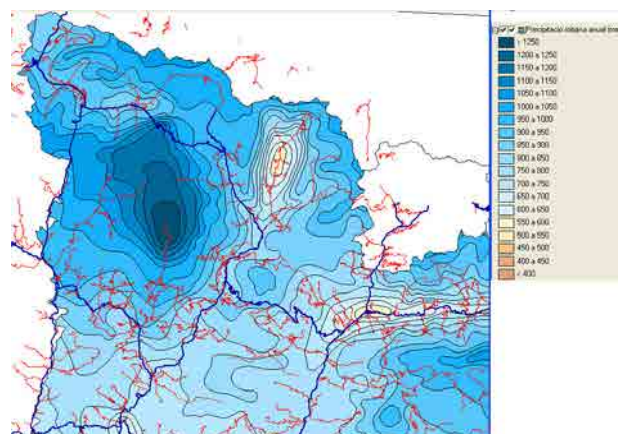 Precipitació mitjana anual (mm
> 1250
1200 a 1250
1150 a 1200
1100 a 1150
1050 a 1100
1000 a 1050
950 a 1000
900 a 950
850 a 900
800 a 850
750 a 800
700 a 750
650 a 700
600 a 650
550 a 600
500 a 550
450 a 500
400 a 450
< 400